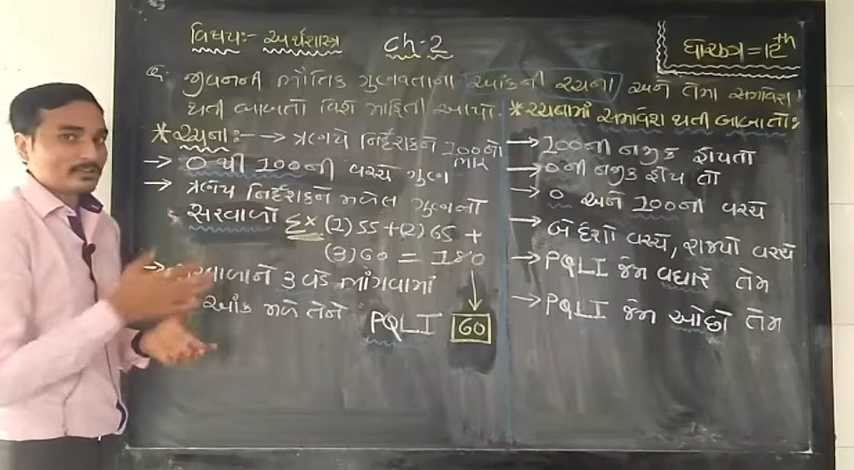 વિષય:- અર્થશાસ્ત્ર
ch-2
ધોરણ = 12th
Q. જીવનની ભૌતિક ગુણવત્તાના આંકની રચના અને તેમાં સમાવેશ
થતી બાબતો વિશે માહિતી આપો.
* રચના:- → ત્રણેય નિર્દેશકને 100નો ભાર
→ 0 થી 100ની વચ્ચે ગુણ
→ ત્રણેય નિર્દેશકને મળેલ ગુણનો
સરવાળો Ex. (1) 55 + (2) 65 +
(3) 60 = 180
→ સરવાળાને 3 વડે ભાંગવામાં
આંક મળે તેને PQLI 60
* રચનામાં સમાવેશ થતી બાબતો:
→ 100ની નજીક હોય તો
→ 0ની નજીક હોય તો
→ 0 અને 100ની વચ્ચે
→ બે દેશો વચ્ચે, રાજ્યો વચ્ચે
→ PQLI જેમ વધારે તેમ
→ PQLI જેમ ઓછો તેમ